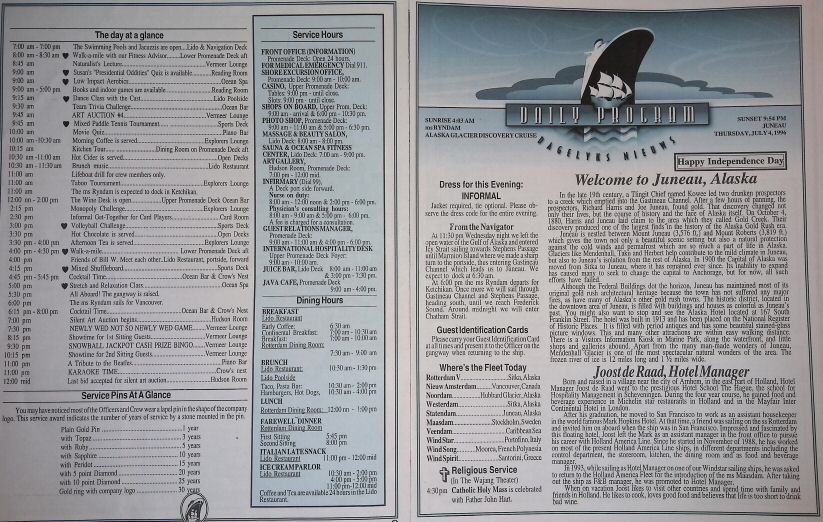 The day at a glance
7:00 am - 7:00 pm The Swimming Pools and Jacuzzis are open...Lido & Navigation Deck
8:00 am - 8:30 am ♥ Walk-a-mile with our Fitness Advisor......Lower Promenade Deck aft
8:45 am Naturalist's Lecture......Vermeer Lounge
9:00 am ♥ Susan's "Presidential Oddities" Quiz is available......Reading Room
9:00 am ♥ Low Impact Aerobics......Ocean Spa
9:00 am - 5:00 pm Books and indoor games are available......Reading Room
9:15 am ♥ Dance Class with the Cast......Lido Poolside
9:30 am Team Trivia Challenge......Ocean Bar
9:45 am ART AUCTION #4......Vermeer Lounge
9:45 am ♥ Mixed Paddle Tennis Tournament......Sports Deck
10:00 am Movie Quiz......Piano Bar
10:00 am -10:30 am Morning Coffee is served......Explorers Lounge
10:15 am Kitchen Tour......Dining Room on Promenade Deck aft
10:30 am -11:00 am Hot Cider is served......Open Decks
10:30 am - 11:30 am Brunch music......Lido Restaurant
11:00 am Lifeboat drill for crew members only.
11:00 am Taboo Tournament......Explorers Lounge
11:00 am The ms Ryndam is expected to dock in Ketchikan.
12:00 nn - 2:00 pm The Wine Desk is open......Upper Promenade Deck Ocean Bar
2:15 pm Monopoly Challenge......Explorers Lounge
2:30 pm Informal Get-Together for Card Players......Card Room
3:00 pm ♥ Volleyball Challenge......Sports Deck
3:30 pm Hot Chocolate is served......Open Decks
3:30 pm - 4:00 pm Afternoon Tea is served......Explorers Lounge
4:00 pm - 4:30 pm ♥ Walk-a-mile......Lower Promenade Deck aft
4:00 pm Friends of Bill W. meet each other..Lido Restaurant, portside, forward
4:15 pm ♥ Mixed Shuffleboard......Sports Deck
4:45 pm - 5:35 pm Cocktail Time......Ocean Bar & Crow's Nest
5:00 pm ♥ Stretch and Relaxation Class......Ocean Spa
5:30 pm All Aboard! The gangway is raised.
6:00 pm The ms Ryndam sails for Vancouver.
6:15 pm - 8:00 pm Cocktail Time......Ocean Bar & Crow's Nest
7:30 pm Silent Art Auction begins......Hudson Room
7:30 pm NEWLY WED NOT SO NEWLY WED GAME......Vermeer Lounge
8:15 pm Showtime for 1st Sitting Guests......Vermeer Lounge
9:30 pm SNOWBALL JACKPOT CASH PRIZE BINGO......Vermeer Lounge
10:15 pm Showtime for 2nd Sitting Guests......Vermeer Lounge
11:00 pm A Tribute to the Beatles......Piano Bar
11:00 pm KARAOKE TIME......Crow's nest
12:00 mid Last bid accepted for silent art auction......Hudson Room
Service Pins At A Glance
You may have noticed most of the Officers and Crew wear a lapel pin in the shape of the company
logo. This service award indicates the number of years of service by a stone mounted in the pin.
Plain Gold Pin......1 year
with Topaz......3 years
with Ruby......5 years
with Sapphire......10 years
with Peridot......15 years
with 5 point Diamond......20 years
with 10 point Diamond......25 years
Gold ring with company logo......30 years
Service Hours
FRONT OFFICE (INFORMATION)
Promenade Deck: Open 24 hours.
FOR MEDICAL EMERGENCY Dial 911.
SHORE EXCURSION OFFICE,
Promenade Deck: 9:00 am - 10:00 am.
CASINO, Upper Promenade Deck:
Tables: 9:00 pm - until close.
Slots: 9:00 pm - until close.
SHOPS ON BOARD, Upper Prom. Deck:
9:00 am - arrival & 6:00 pm - 10:30 pm.
PHOTO SHOP, Promenade Deck:
9:00 am - 11:00 am & 5:00 pm - 6:30 pm.
MASSAGE & BEAUTY SALON,
Lido Deck: 8:00 am - 8:00 pm.
SAUNA & OCEAN SPA FITNESS
CENTER, Lido Deck: 7:00 am - 9:00 pm.
ART GALLERY,
Hudson Room, Promenade Deck:
7:00 pm - 12:00 mid.
INFIRMARY (Dial 99),
A Deck port side forward.
Nurse on duty:
8:00 am - 12:00 noon & 2:00 pm - 6:00 pm.
Physician's consulting hours:
8:00 am - 9:00 am & 5:00 pm - 6:00 pm.
A fee is charged for a consultation.
GUEST RELATIONS MANAGER,
Promenade Deck:
9:00 am - 11:00 am & 4:00 pm - 6:00 pm.
INTERNATIONAL HOSPITALITY DESK
Upper Promenade Deck: Foyer:
9:00 am - 10:00 am.
JUICE BAR, Lido Deck 8:00 am - 11:00 am
& 3:00 pm - 1:30 pm.
JAVA CAFE, Promenade Deck
9:00 am - 4:00 pm.
Dining Hours
BREAKFAST
Lido Restaurant
Early Coffee: 6:30 am
Continental Breakfast: 7:00 am - 10:30 am
Breakfast: 7:00 am - 10:00 am
Rotterdam Dining Room:
7:30 am - 9:00 am
BRUNCH
Lido Restaurant: 10:30 am - 1:30 pm
Lido Poolside
Taco, Pasta Bar: 10:30 am - 2:00 pm
Hamburgers, Hot Dogs, 10:30 am - 4:00 pm
LUNCH
Rotterdam Dining Room: 12:00 nn - 1:00 pm
FAREWELL DINNER
Rotterdam Dining Room
First Sitting 5:45 pm
Second Sitting 8:00 pm
ITALIAN LATE SNACK
Lido Restaurant 11:00 pm - 12:00 mid
ICE CREAM PARLOR
Lido Restaurant 10:30 am - 2:00 pm
4:00 pm - 5:00 pm
11:00 pm-12:00 mid
Coffee and Tea are available 24 hours in the Lido
Restaurant.
SUNRISE 4:03 AM
ms RYNDAM
ALASKA GLACIER DISCOVERY CRUISE
DAILY PROGRAM
DAGELYKS NIEUWS
SUNSET 9:54 PM
JUNEAU
THURSDAY, JULY 4, 1996
Happy Independence Day
Dress for this Evening:
INFORMAL
Jacket required, tie optional. Please ob-
serve the dress code for the entire evening.
From the Navigator
At 11:30 pm Wednesday night we left the
open water of the Gulf of Alaska and entered
Icy Strait sailing towards Stephens Passage
until Marmion Island where we made a sharp
turn to the portside, thus entering Gastineau
Channel which leads us to Juneau. We
expect to dock at 6:30 am.
At 6:00 pm the ms Ryndam departs for
Ketchikan. Once more we will sail through
Gastineau Channel and Stephens Passage,
heading south, until we reach Frederick
Sound. Around midnight we will enter
Chatham Strait.
Guest Identification Cards
Please carry your Guest Identification Card
at all times and present it to the Officer on the
gangway when returning to the ship.
Where's the Fleet Today
Rotterdam V......Sitka, Alaska
Nieuw Amsterdam......Vancouver, Canada
Noordam......Hubbard Glacier, Alaska
Westerdam......Sitka, Alaska
Statendam......Juneau, Alaska
Maasdam......Stockholm, Sweden
Veendam......Caribbean Sea
Wind Star......Portofino, Italy
Wind Song......Moorea, French Polynesia
Wind Spirit......Santorini, Greece
Religious Service
(In The Wajang Theater)
4:30pm Catholic Holy Mass is celebrated
with Father John Hart.
Welcome to Juneau, Alaska
In the late 19th century, a Tlingit Chief named Kowee led two drunken prospectors
to a creek which emptied into the Gastineau Channel. After a few hours of panning, the
prospectors, Richard Harris and Joe Juneau, found gold. That discovery changed not
only their lives, but the course of history and the face of Alaska itself. On October 4,
1880, Harris and Juneau laid claim to the area which they called Gold Creek. Their
discovery produced one of the largest finds in the history of the Alaska Gold Rush era.
Juneau is nestled between Mount Juneau (3,576 ft.) and Mount Roberts (3,819 ft.)
which gives the town not only a beautiful scenic setting but also a natural protection
against the cold winds and permafrost which are so much a part of life in Alaska.
Glaciers like Mendenhall, Taku and Herbert help contribute to the mild climate in Juneau,
but also to Juneau's isolation from the rest of Alaska. In 1900 the Capital of Alaska was
moved from Sitka to Juneau, where it has remained ever since. Its inability to expand
has caused many to seek to change the capital to Anchorage, but for now, all such
efforts have failed.
Although the Federal Buildings dot the horizon, Juneau has maintained most of its
original gold rush architectural heritage because the town has not suffered any major
fires, as have many of Alaska's other gold rush towns. The historic district, located in
the downtown area of Juneau, is filled with buildings and houses as colonial as Juneau's
past. You might also want to stop and see the Alaska Hotel located at 167 South
Franklin Street. The hotel was built in 1913 and has been placed on the National Register
of Historic Places. It is filled with period antiques and has some beautiful stained-glass
picture windows. This and many other attractions are within easy walking distance.
There is a Visitors Information Kiosk in Marine Park, along the waterfront, and little
shops and galleries abound. Apart from the many man-made wonders of Juneau,
Mendenhall Glacier is one of the most spectacular natural wonders of the area. The
frozen river of ice is 12 miles long and 1 ½ miles wide.
Joost de Raad, Hotel Manager
Born and raised in a village near the city of Arnhem, in the east part of Holland, Hotel
Manager Joost de Raad went to the prestigious Hotel School The Hague, the school for
Hospitality Management in Scheveningen. During the four year course, he gained food and
beverage experience in Michelin star restaurants in Holland and in the Mayfair Inter
Continental Hotel in London.
After his graduation, he moved to San Francisco to work as an assistant housekeeper
in the world famous Mark Hopkins Hotel. At that time, a friend was sailing on the ss Rotterdam
and invited him on board when the ship was in San Francisco. Impressed and fascinated by
this floating hotel, Joost left the Mark as an assistant manager in the front office to pursue
his career with Holland America Line. Since he started in November of 1988, he has worked
on most of the present Holland America Line ships, in different departments including the
control department, the storeroom, kitchen, the dining room and as food and beverage
manager.
In 1993, while sailing as Hotel Manager on one of our Windstar sailing ships, he was asked
to return to the Holland America Fleet for the introduction of the ms Maasdam. After taking
out the ship as F&B manager, he was promoted to Hotel Manager.
When on vacation Joost likes to visit other countries and spend time with family and
friends in Holland. He likes to cook, loves good food and believes that life is too short to drink
bad wine.